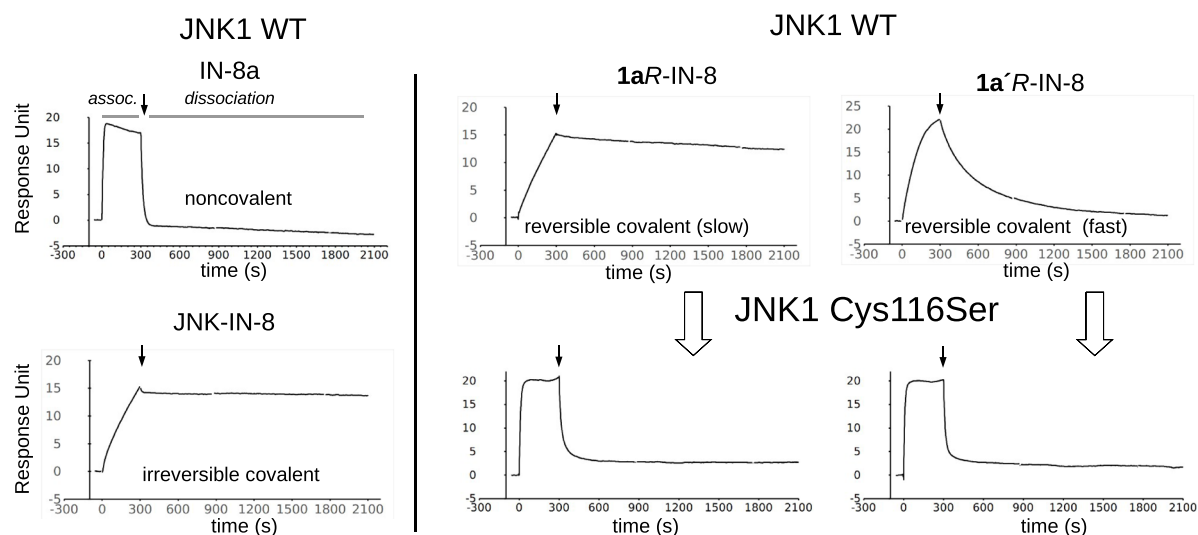 JNK1 WT
IN-8a
assoc. dissociation
Response Unit
20
15
10
5
0
-5
noncovalent
-300 0 300 600 900 1200 1500 1800 2100
time (s)
JNK-IN-8
Response Unit
20
15
10
5
0
-5
irreversible covalent
-300 0 300 600 900 1200 1500 1800 2100
time (s)
JNK1 WT
1aR-IN-8
20
15
10
5
0
-5
reversible covalent (slow)
-300 0 300 600 900 1200 1500 1800 2100
time (s)
1a´R-IN-8
25
20
15
10
5
0
-5
reversible covalent (fast)
-300 0 300 600 900 1200 1500 1800 2100
time (s)
JNK1 Cys116Ser
20
15
10
5
0
-5
-300 0 300 600 900 1200 1500 1800 2100
time (s)
20
15
10
5
0
-5
-300 0 300 600 900 1200 1500 1800 2100
time (s)